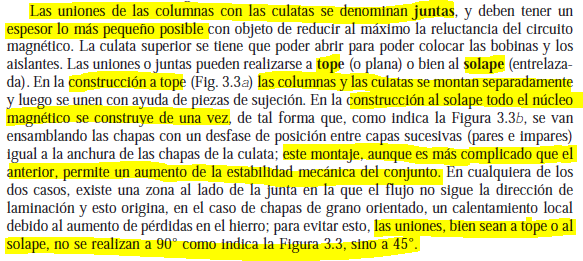 Las uniones de las columnas con las culatas se denominan juntas, y deben tener un
espesor lo más pequeño posible con objeto de reducir al máximo la reluctancia del circuito
magnético. La culata superior se tiene que poder abrir para poder colocar las bobinas y los
aislantes. Las uniones o juntas pueden realizarse a tope (o plana) o bien al solape (entrelaza-
da). En la construcción a tope (Fig. 3.3a) las columnas y las culatas se montan separadamente
y luego se unen con ayuda de piezas de sujeción. En la construcción al solape todo el núcleo
magnético se construye de una vez, de tal forma que, como indica la Figura 3.3b, se van
ensamblando las chapas con un desfase de posición entre capas sucesivas (pares e impares)
igual a la anchura de las chapas de la culata; este montaje, aunque es más complicado que el
anterior, permite un aumento de la estabilidad mecánica del conjunto. En cualquiera de los
dos casos, existe una zona al lado de la junta en la que el flujo no sigue la dirección de
laminación y esto origina, en el caso de chapas de grano orientado, un calentamiento local
debido al aumento de pérdidas en el hierro; para evitar esto, las uniones, bien sean a tope o al
solape, no se realizan a 90° como indica la Figura 3.3, sino a 45°.